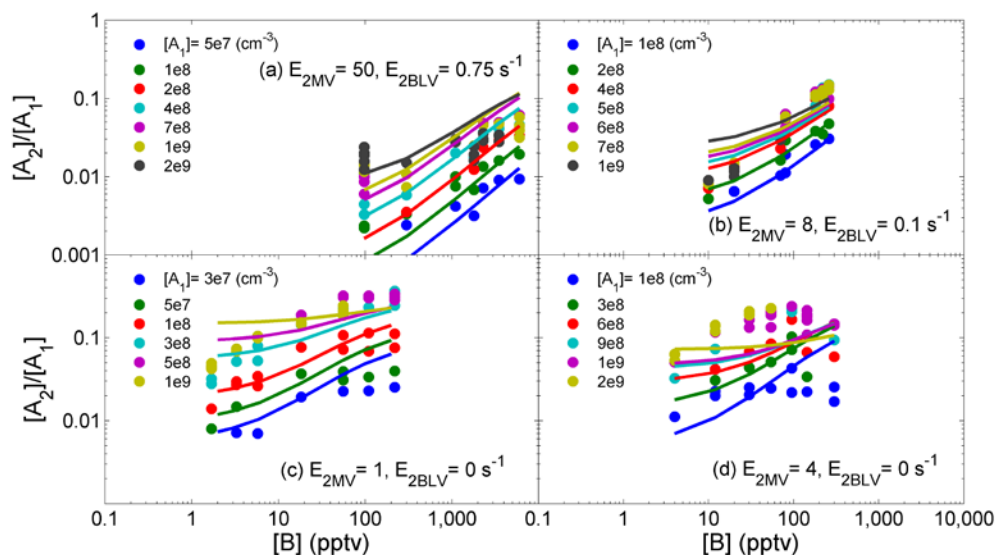 [A₂]/[A₁]
1
0.1
0.01
0.001
[A₁]= 5e7 (cm⁻³)
1e8
2e8
4e8
7e8
1e9
2e9
(a) E₂MV= 50, E₂BLV= 0.75 s⁻¹
[A₁]= 1e8 (cm⁻³)
2e8
4e8
5e8
6e8
7e8
1e9
(b) E₂MV= 8, E₂BLV= 0.1 s⁻¹
[A₂]/[A₁]
0.1
0.01
[A₁]= 3e7 (cm⁻³)
5e7
1e8
3e8
5e8
1e9
(c) E₂MV= 1, E₂BLV= 0 s⁻¹
[A₁]= 1e8 (cm⁻³)
3e8
6e8
9e8
1e9
2e9
(d) E₂MV= 4, E₂BLV= 0 s⁻¹
0.1 1 10 100 1,000 0.1 1 10 100 1,000 10,000
[B] (pptv) [B] (pptv)